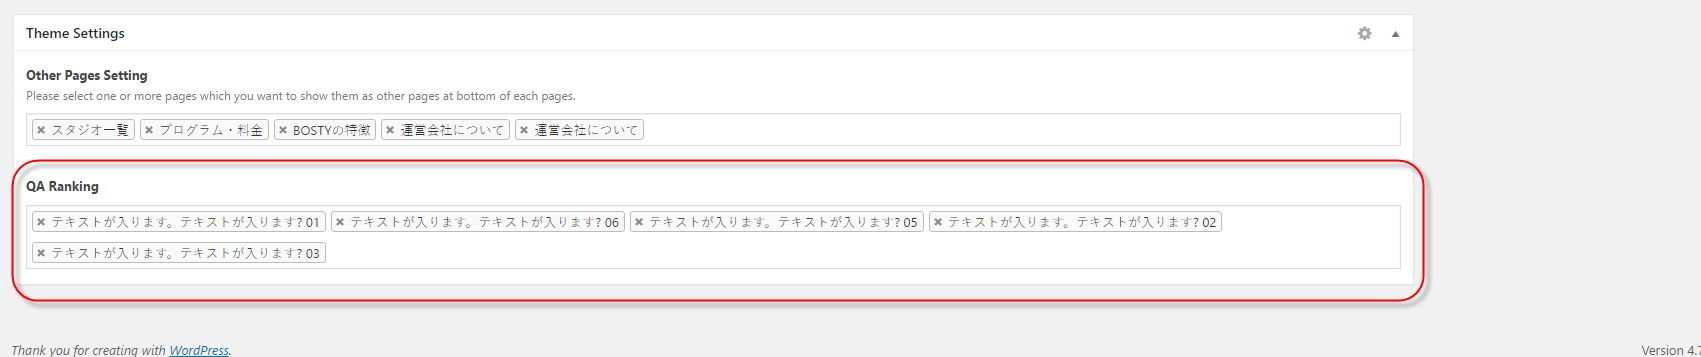 Theme Settings
Other Pages Setting
Please select one or more pages which you want to show them as other pages at bottom of each pages.
× スタジオ一覧 × プログラム・料金 × BOSTYの特徴 × 運営会社について × 運営会社について
QA Ranking
× テキストが入ります。テキストが入ります? 01 × テキストが入ります。テキストが入ります? 06 × テキストが入ります。テキストが入ります? 05 × テキストが入ります。テキストが入ります? 02
× テキストが入ります。テキストが入ります? 03
Thank you for creating with WordPress. Version 4.7